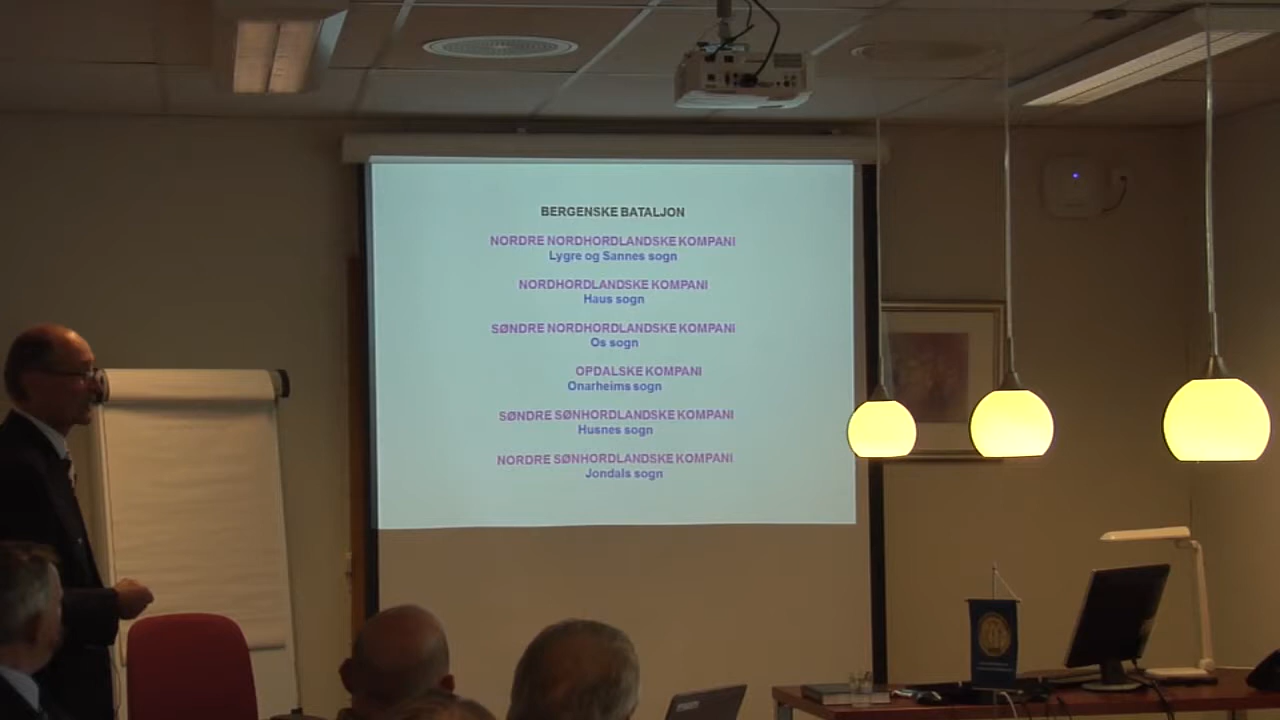 BERGENSKE BATALJON
NORDRE NORDHORDLANDSKE KOMPANI
Lygre og Sannes sogn
NORDHORDLANDSKE KOMPANI
Haus sogn
SØNDRE NORDHORDLANDSKE KOMPANI
Os sogn
OPDALSKE KOMPANI
Onarheims sogn
SØNDRE SØNHORDLANDSKE KOMPANI
Husnes sogn
NORDRE SØNHORDLANDSKE KOMPANI
Jondals sogn